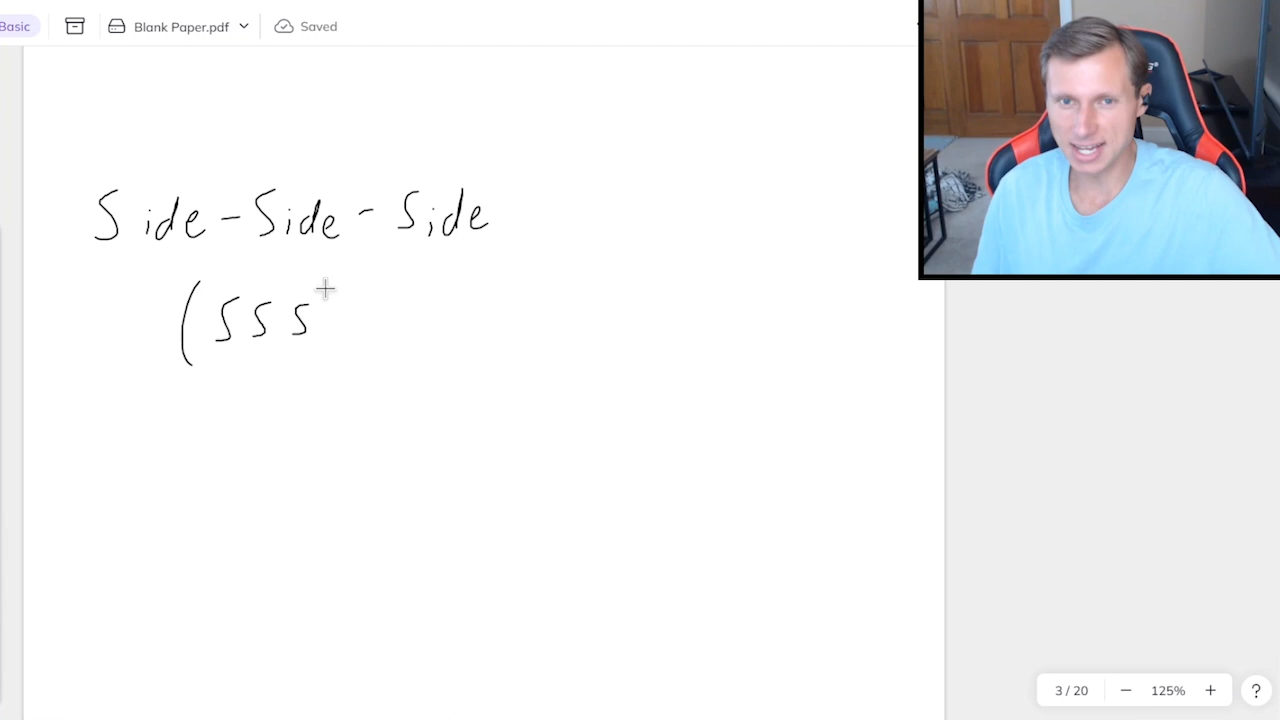 Basic Blank Paper.pdf Saved
Side - Side - Side
(SSS
3 / 20 − 125% + ?